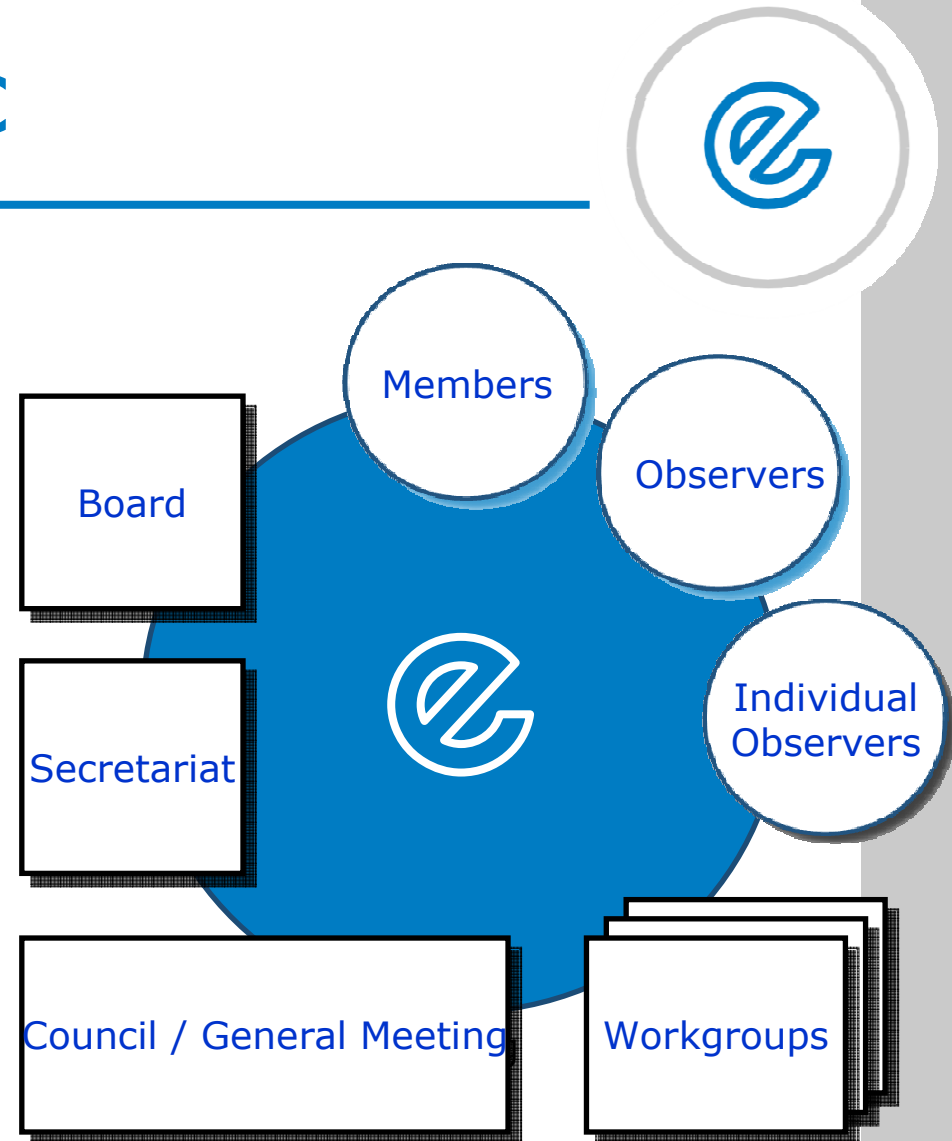 Members
Observers
Board
Individual
Observers
Secretariat
Council / General Meeting
Workgroups